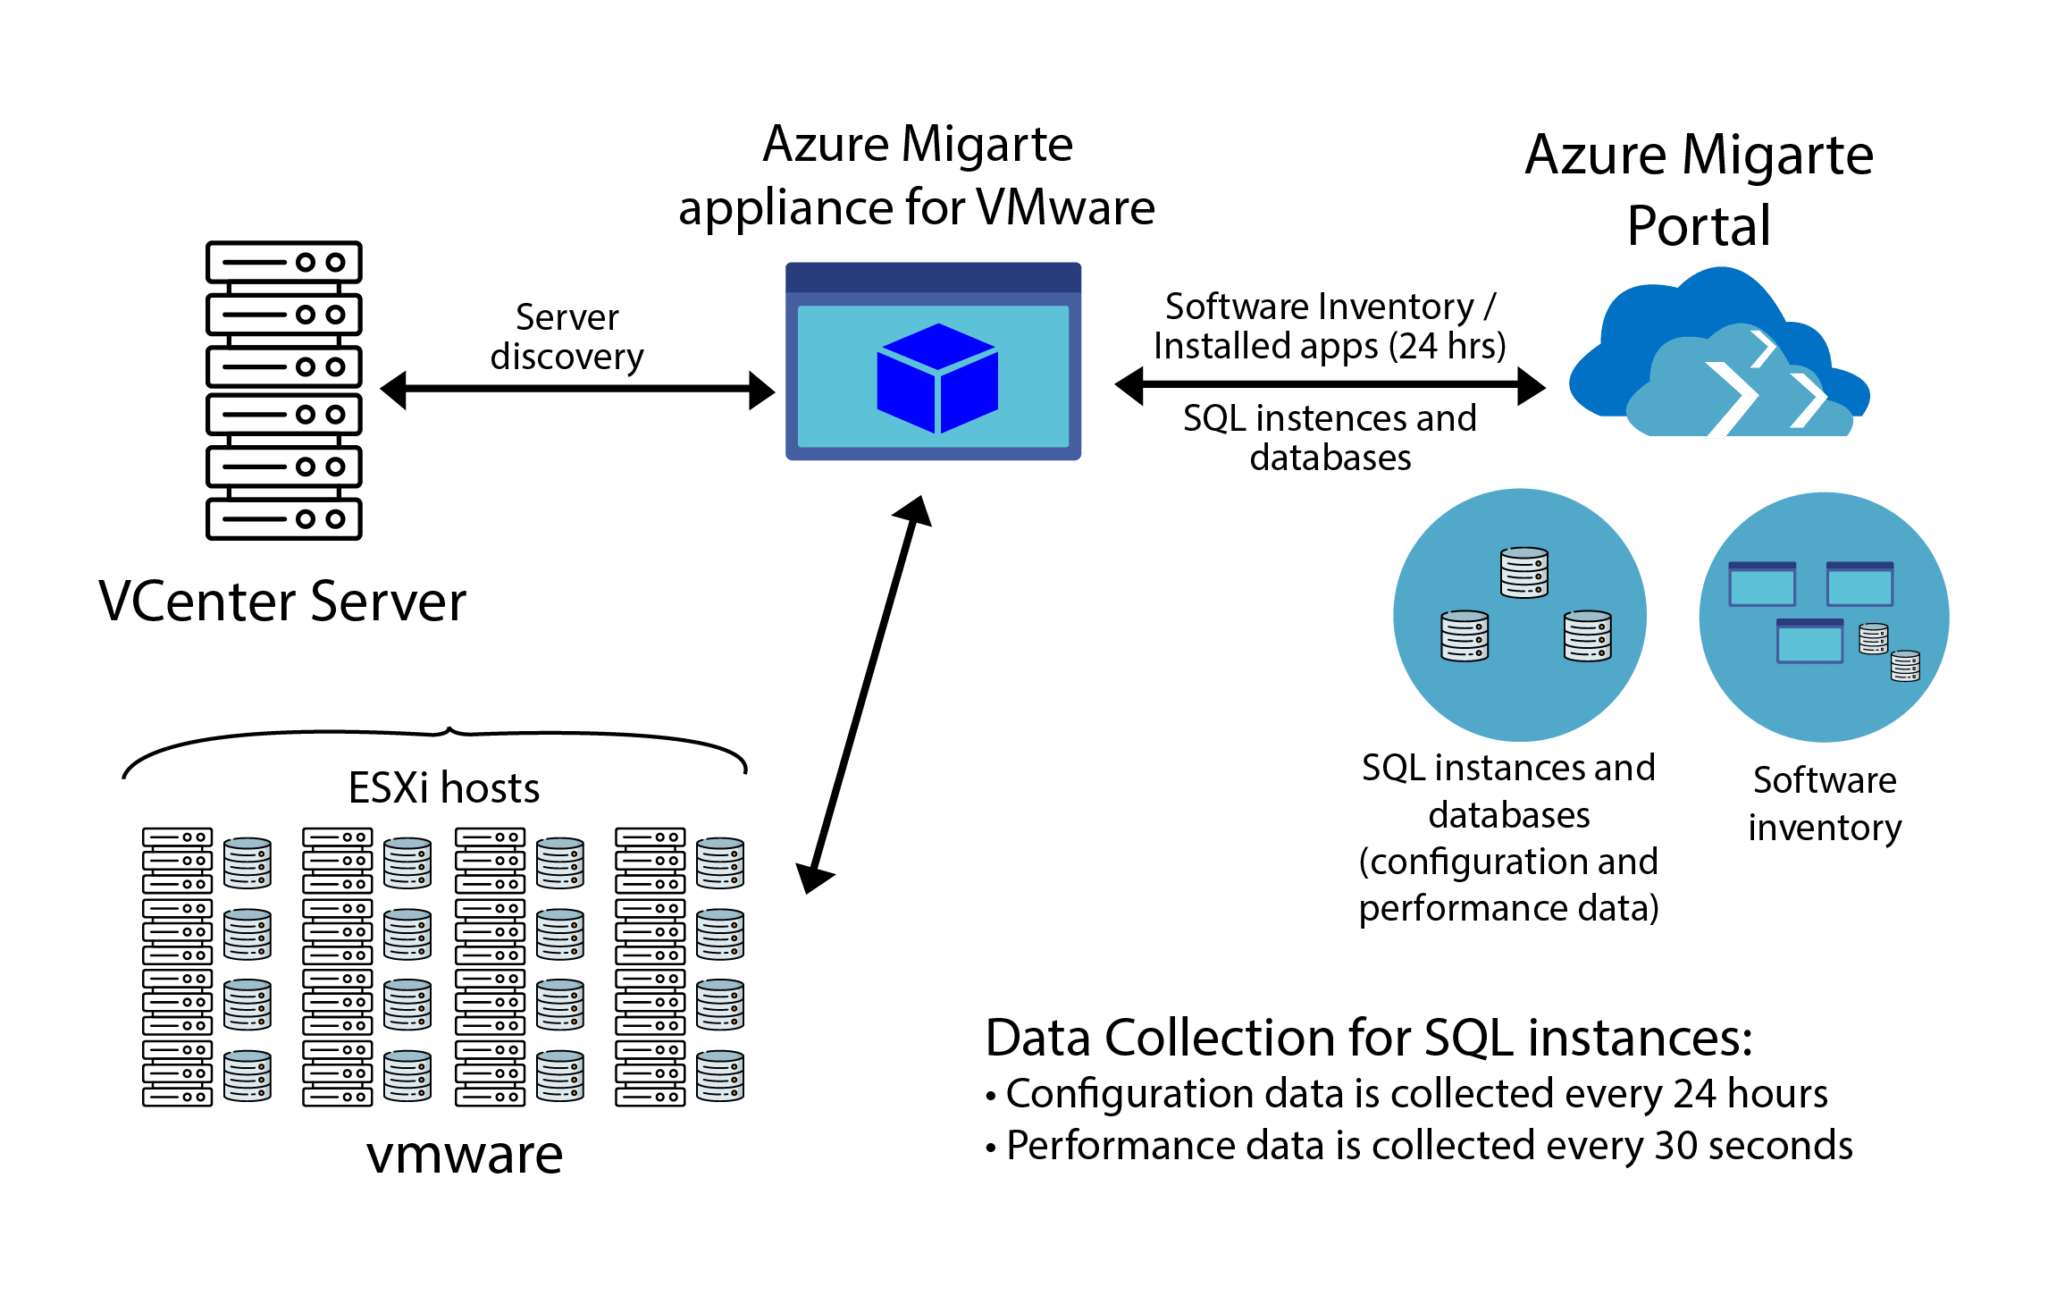 Azure Migarte
appliance for VMware
Azure Migarte
Portal
Server
discovery
Software Inventory /
Installed apps (24 hrs)
SQL instences and
databases
VCenter Server
ESXi hosts
vmware
SQL instances and
databases
(configuration and
performance data)
Software
inventory
Data Collection for SQL instances:
• Configuration data is collected every 24 hours
• Performance data is collected every 30 seconds